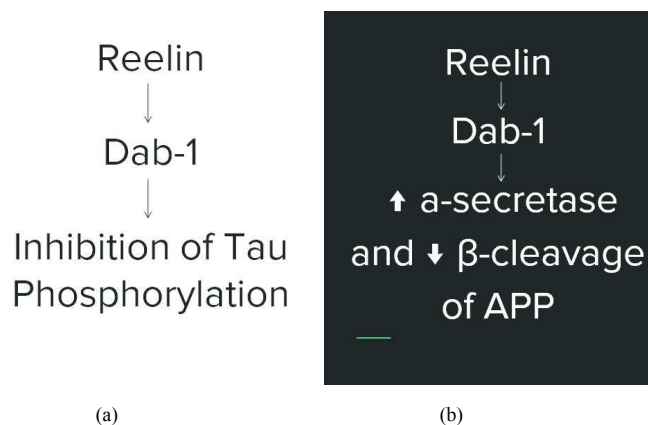 Reelin
Dab-1
Inhibition of Tau
Phosphorylation
(a)
Reelin
Dab-1
⬆ a-secretase
and ⬇ β-cleavage
of APP
(b)